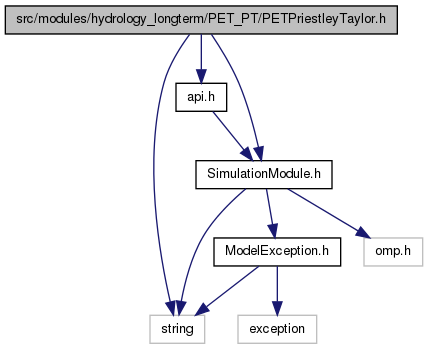 src/modules/hydrology_longterm/PET_PT/PETPriestleyTaylor.h
api.h
SimulationModule.h
ModelException.h
omp.h
string
exception